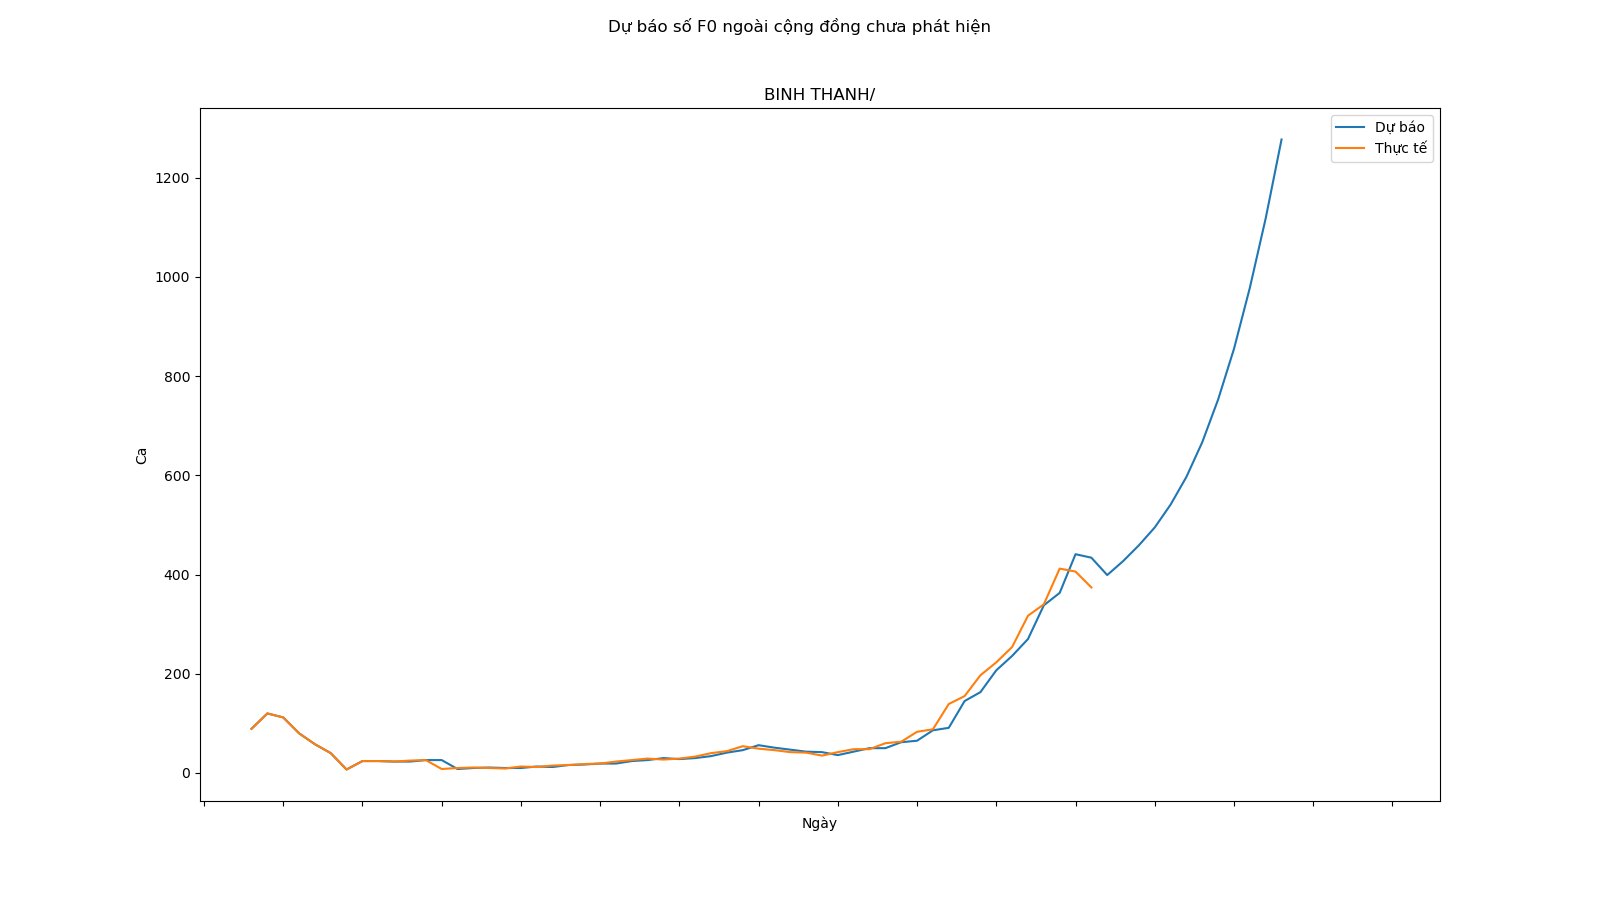 Dự báo số F0 ngoài cộng đồng chưa phát hiện
BINH THANH/
Dự báo
Thực tế
1200
1000
800
600
400
200
0
Ca
Ngày